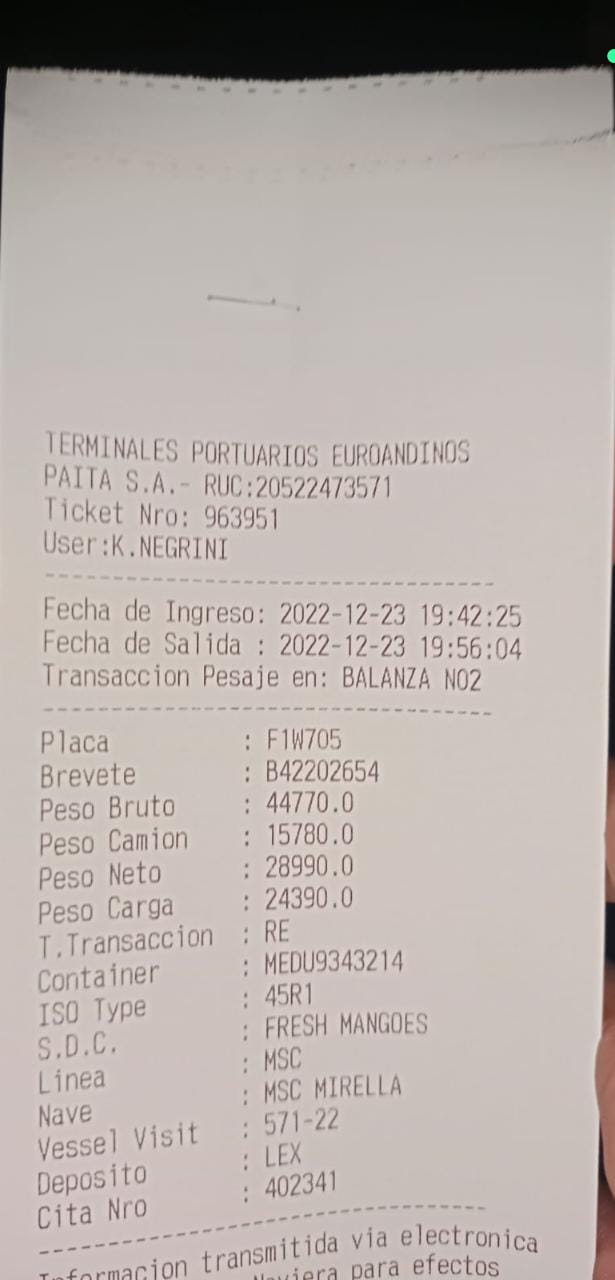 TERMINALES PORTUARIOS EUROANDINOS
PAITA S.A.- RUC:20522473571
Ticket Nro: 963951
User:K.NEGRINI
---------------------------------
Fecha de Ingreso: 2022-12-23 19:42:25
Fecha de Salida : 2022-12-23 19:56:04
Transaccion Pesaje en: BALANZA NO2
---------------------------------
Placa : F1W705
Brevete : B42202654
Peso Bruto : 44770.0
Peso Camion : 15780.0
Peso Neto : 28990.0
Peso Carga : 24390.0
T.Transaccion : RE
Container : MEDU9343214
ISO Type : 45R1
S.D.C. : FRESH MANGOES
Linea : MSC
Nave : MSC MIRELLA
Vessel Visit : 571-22
Deposito : LEX
Cita Nro : 402341
---------------------------------
Informacion transmitida via electronica
Naviera para efectos